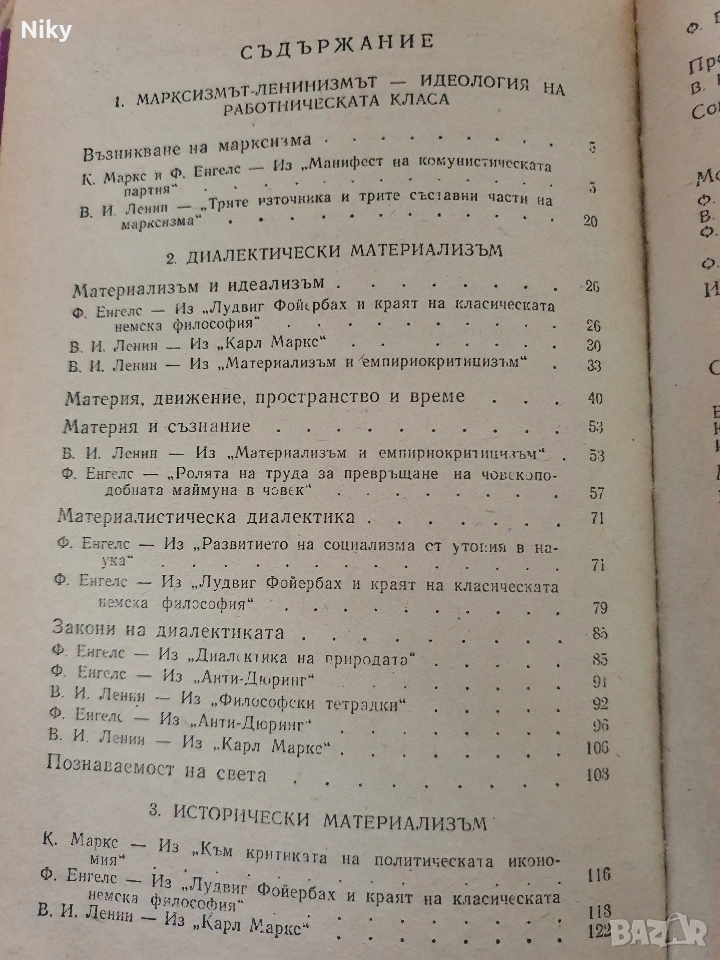 Niky
СЪДЪРЖАНИЕ
1. МАРКСИЗМЪТ-ЛЕНИНИЗМЪТ — ИДЕОЛОГИЯ НА
РАБОТНИЧЕСКАТА КЛАСА
Възникване на марксизма . . . . . . . . 5
К. Маркс и Ф. Енгелс — Из „Манифест на комунистическата
партия“ . . . . . . . . . . 5
В. И. Ленин — „Трите източника и трите съставни части на
марксизма“ . . . . . . . . . 20
2. ДИАЛЕКТИЧЕСКИ МАТЕРИАЛИЗЪМ
Материализъм и идеализъм . . . . . . . 26
Ф. Енгелс — Из „Лудвиг Фойербах и краят на класическата
немска философия“ . . . . . . . 26
В. И. Ленин — Из „Карл Маркс“ . . . . . . 30
В. И. Ленин — Из „Материализъм и емпириокритицизъм“ . . 33
Материя, движение, пространство и време . . . 40
Материя и съзнание . . . . . . . . 53
В. И. Ленин — Из „Материализъм и емпириокритицизъм“ . . 53
Ф. Енгелс — „Ролята на труда за превръщане на човекопо-
добната маймуна в човек“ . . . . . . 57
Материалистическа диалектика . . . . . . 71
Ф. Енгелс — Из „Развитието на социализма от утопия в на-
ука“ . . . . . . . . . . 71
Ф. Енгелс — Из „Лудвиг Фойербах и краят на класическата
немска философия“ . . . . . . . 79
Закони на диалектиката . . . . . . . 85
Ф. Енгелс — Из „Диалектика на природата“ . . . . 85
Ф. Енгелс — Из „Анти-Дюринг“ . . . . . . 91
В. И. Ленин — Из „Философски тетрадки“ . . . . 92
Ф. Енгелс — Из „Анти-Дюринг“ . . . . . . 96
В. И. Ленин — Из „Карл Маркс“ . . . . . . 106
Познаваемост на света . . . . . . . 108
3. ИСТОРИЧЕСКИ МАТЕРИАЛИЗЪМ
К. Маркс — Из „Към критиката на политическата иконо-
мия“ . . . . . . . . . . 116
Ф. Енгелс — Из „Лудвиг Фойербах и краят на класическата
немска философия“ . . . . . . . 118
В. И. Ленин — Из „Карл Маркс“ . . . . . . 122
BAZAR